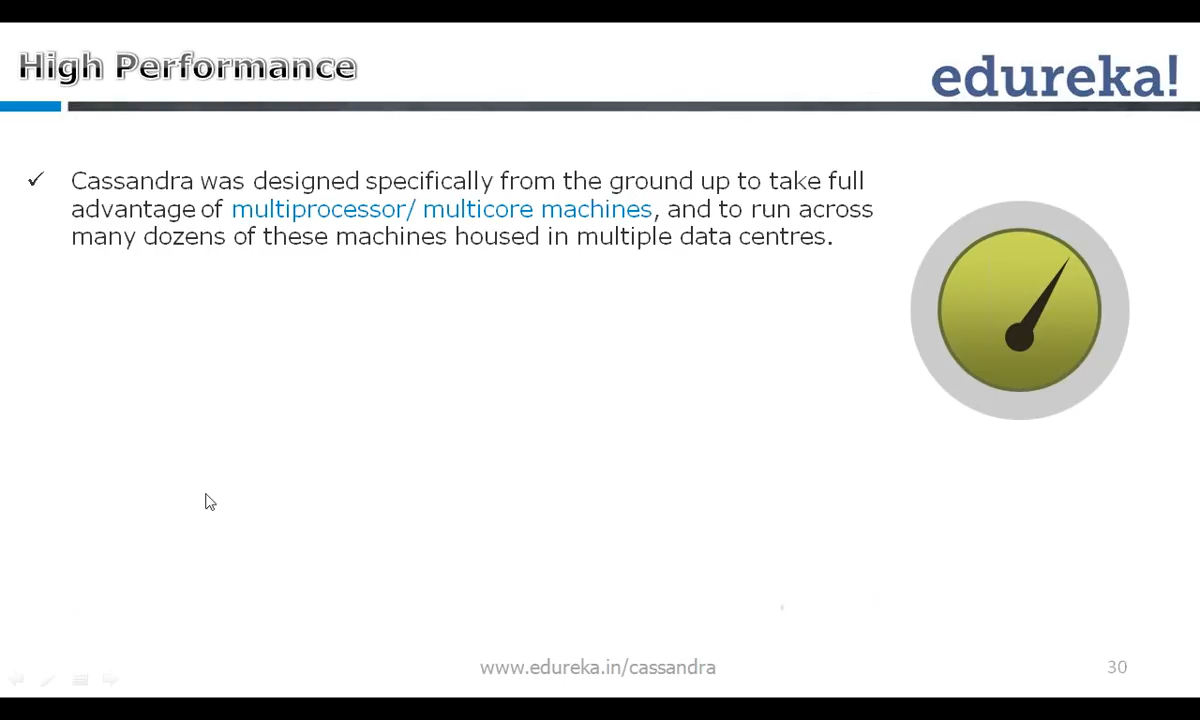 High Performance
edureka!
✓ Cassandra was designed specifically from the ground up to take full
advantage of multiprocessor/ multicore machines, and to run across
many dozens of these machines housed in multiple data centres.
www.edureka.in/cassandra
30